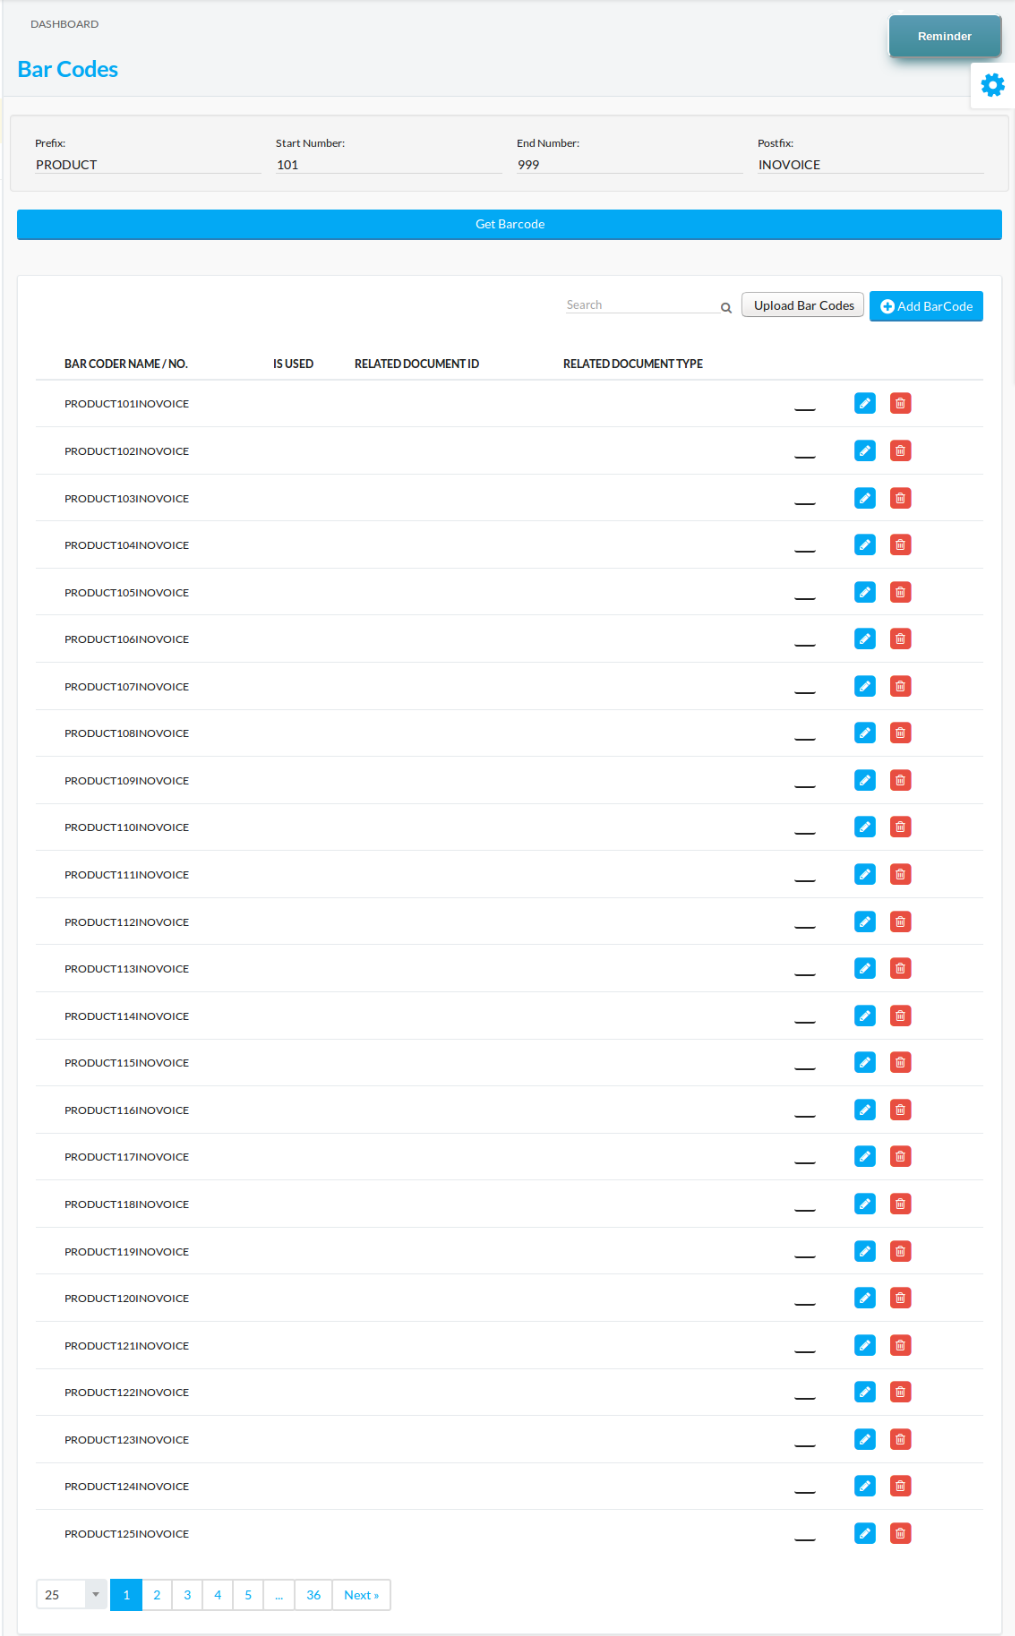 DASHBOARD
Reminder
Bar Codes
Prefix: Start Number: End Number: Postfix:
PRODUCT 101 999 INOVOICE
Get Barcode
Search Upload Bar Codes Add BarCode
BAR CODER NAME / NO. IS USED RELATED DOCUMENT ID RELATED DOCUMENT TYPE
PRODUCT101INOVOICE
PRODUCT102INOVOICE
PRODUCT103INOVOICE
PRODUCT104INOVOICE
PRODUCT105INOVOICE
PRODUCT106INOVOICE
PRODUCT107INOVOICE
PRODUCT108INOVOICE
PRODUCT109INOVOICE
PRODUCT110INOVOICE
PRODUCT111INOVOICE
PRODUCT112INOVOICE
PRODUCT113INOVOICE
PRODUCT114INOVOICE
PRODUCT115INOVOICE
PRODUCT116INOVOICE
PRODUCT117INOVOICE
PRODUCT118INOVOICE
PRODUCT119INOVOICE
PRODUCT120INOVOICE
PRODUCT121INOVOICE
PRODUCT122INOVOICE
PRODUCT123INOVOICE
PRODUCT124INOVOICE
PRODUCT125INOVOICE
25 1 2 3 4 5 ... 36 Next »